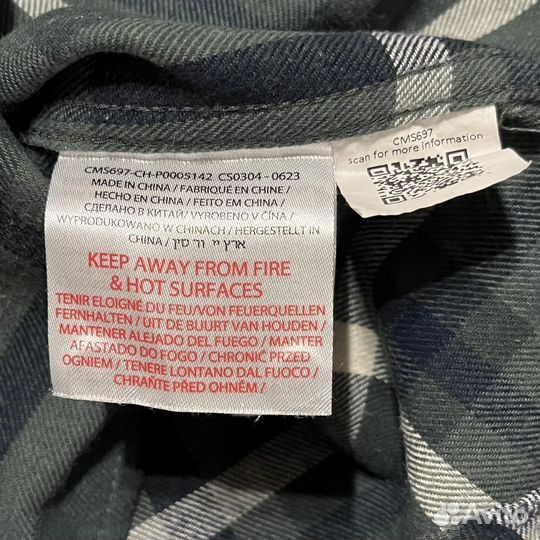 CMS697-CH-P0005142 CS0304-0623
MADE IN CHINA / FABRIQUÉ EN CHINE /
HECHO EN CHINA / FEITO EM CHINA /
СДЕЛАНО В КИТАЙ / VYROBENO V ČÍNA /
WYPRODUKOWANO W CHINACH / HERGESTELLT IN
CHINA / ארץ יי ור סין /
KEEP AWAY FROM FIRE
& HOT SURFACES
TENIR ELOIGNÉ DU FEU/VON FEUERQUELLEN
FERNHALTEN / UIT DE BUURT VAN HOUDEN /
MANTENER ALEJADO DEL FUEGO / MANTER
AFASTADO DO FOGO / CHRONIĆ PRZED
OGNIEM / TENERE LONTANO DAL FUOCO /
CHRAŇTE PŘED OHNĚM /
CMS697
scan for more information
Avito